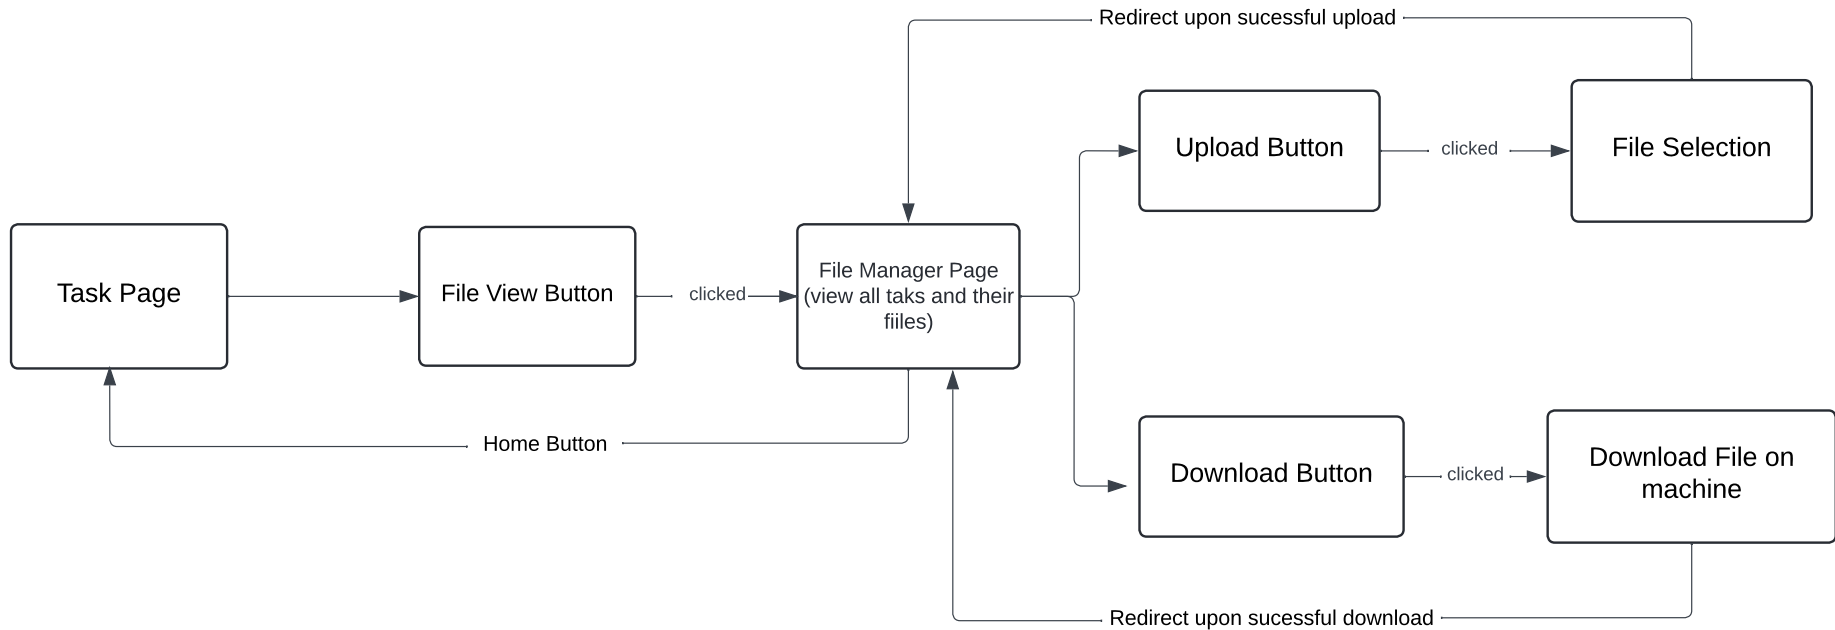 Redirect upon sucessful upload
Upload Button
clicked
File Selection
Task Page
File View Button
clicked
File Manager Page
(view all taks and their
fiiles)
Home Button
Download Button
clicked
Download File on
machine
Redirect upon sucessful download